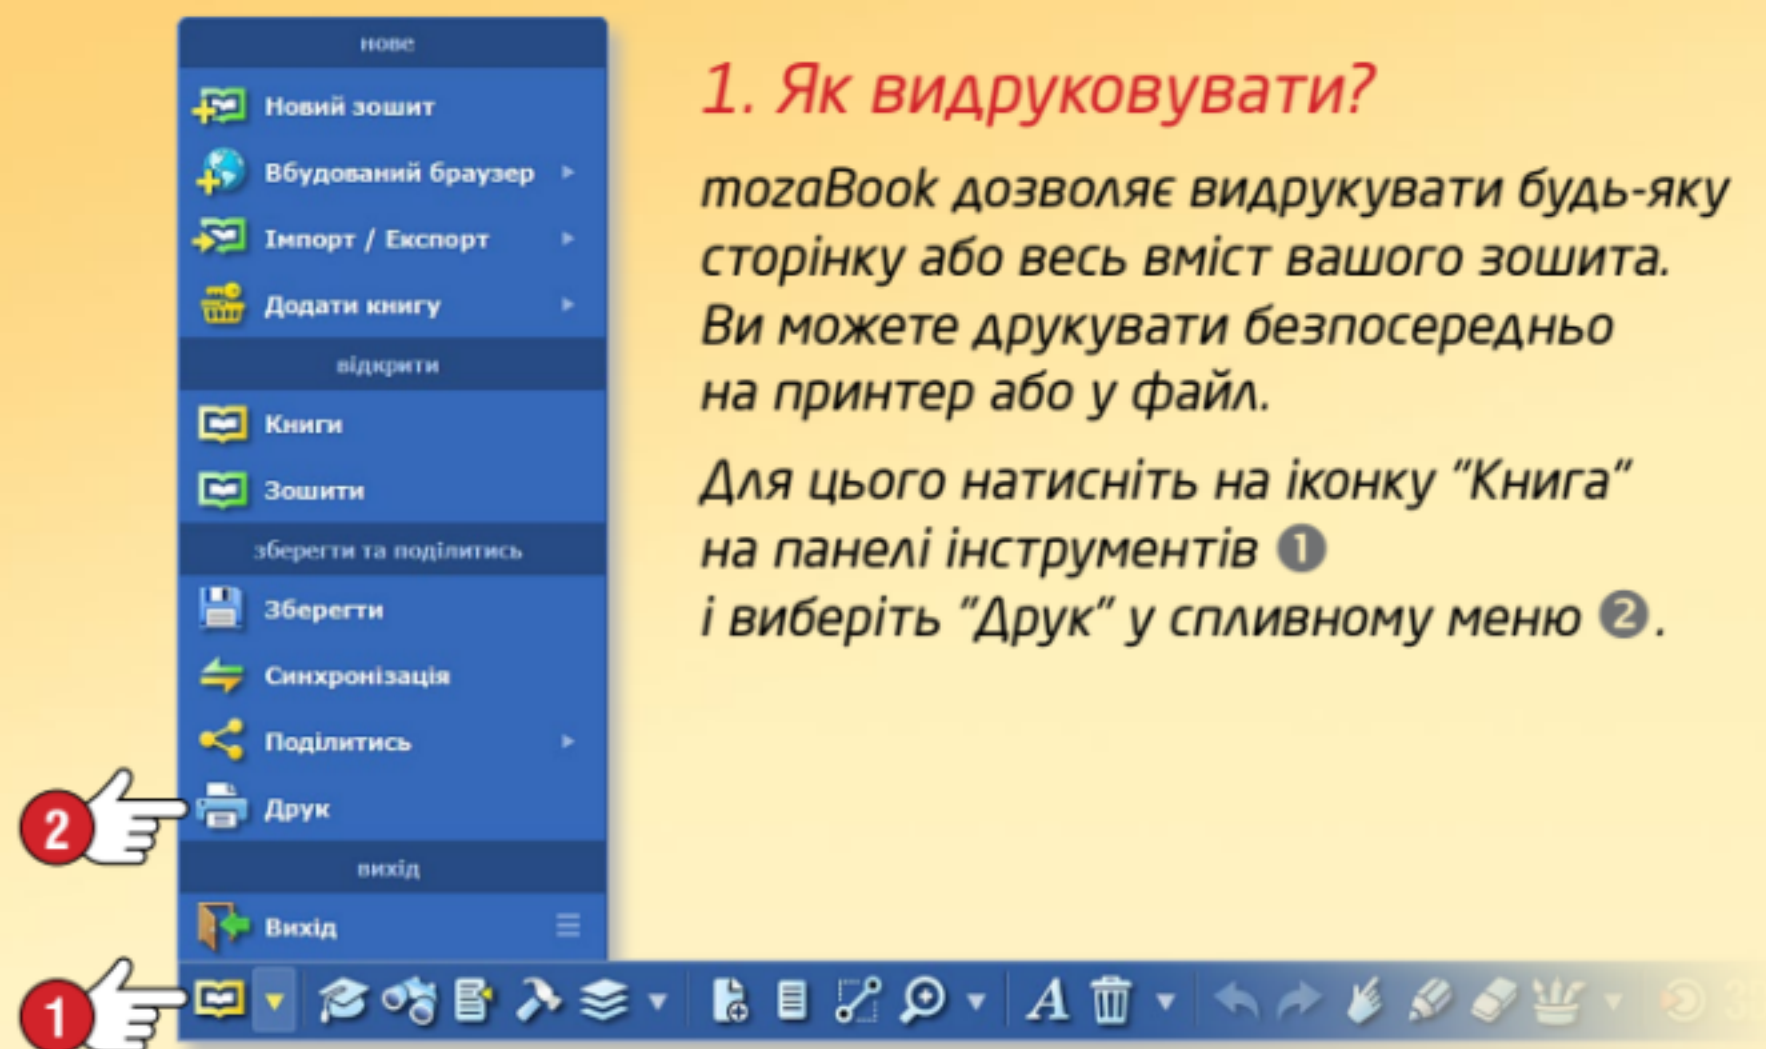 нове
Новий зошит
Вбудований браузер
Імпорт / Експорт
Додати книгу
відкрити
Книги
Зошити
зберегти та поділитись
Зберегти
Синхронізація
Поділитись
2
Друк
вихід
Вихід
1
A
1. Як видруковувати?
mozaBook дозволяє видрукувати будь-яку
сторінку або весь вміст вашого зошита.
Ви можете друкувати безпосередньо
на принтер або у файл.
Для цього натисніть на іконку "Книга"
на панелі інструментів 1
і виберіть "Друк" у спливному меню 2.